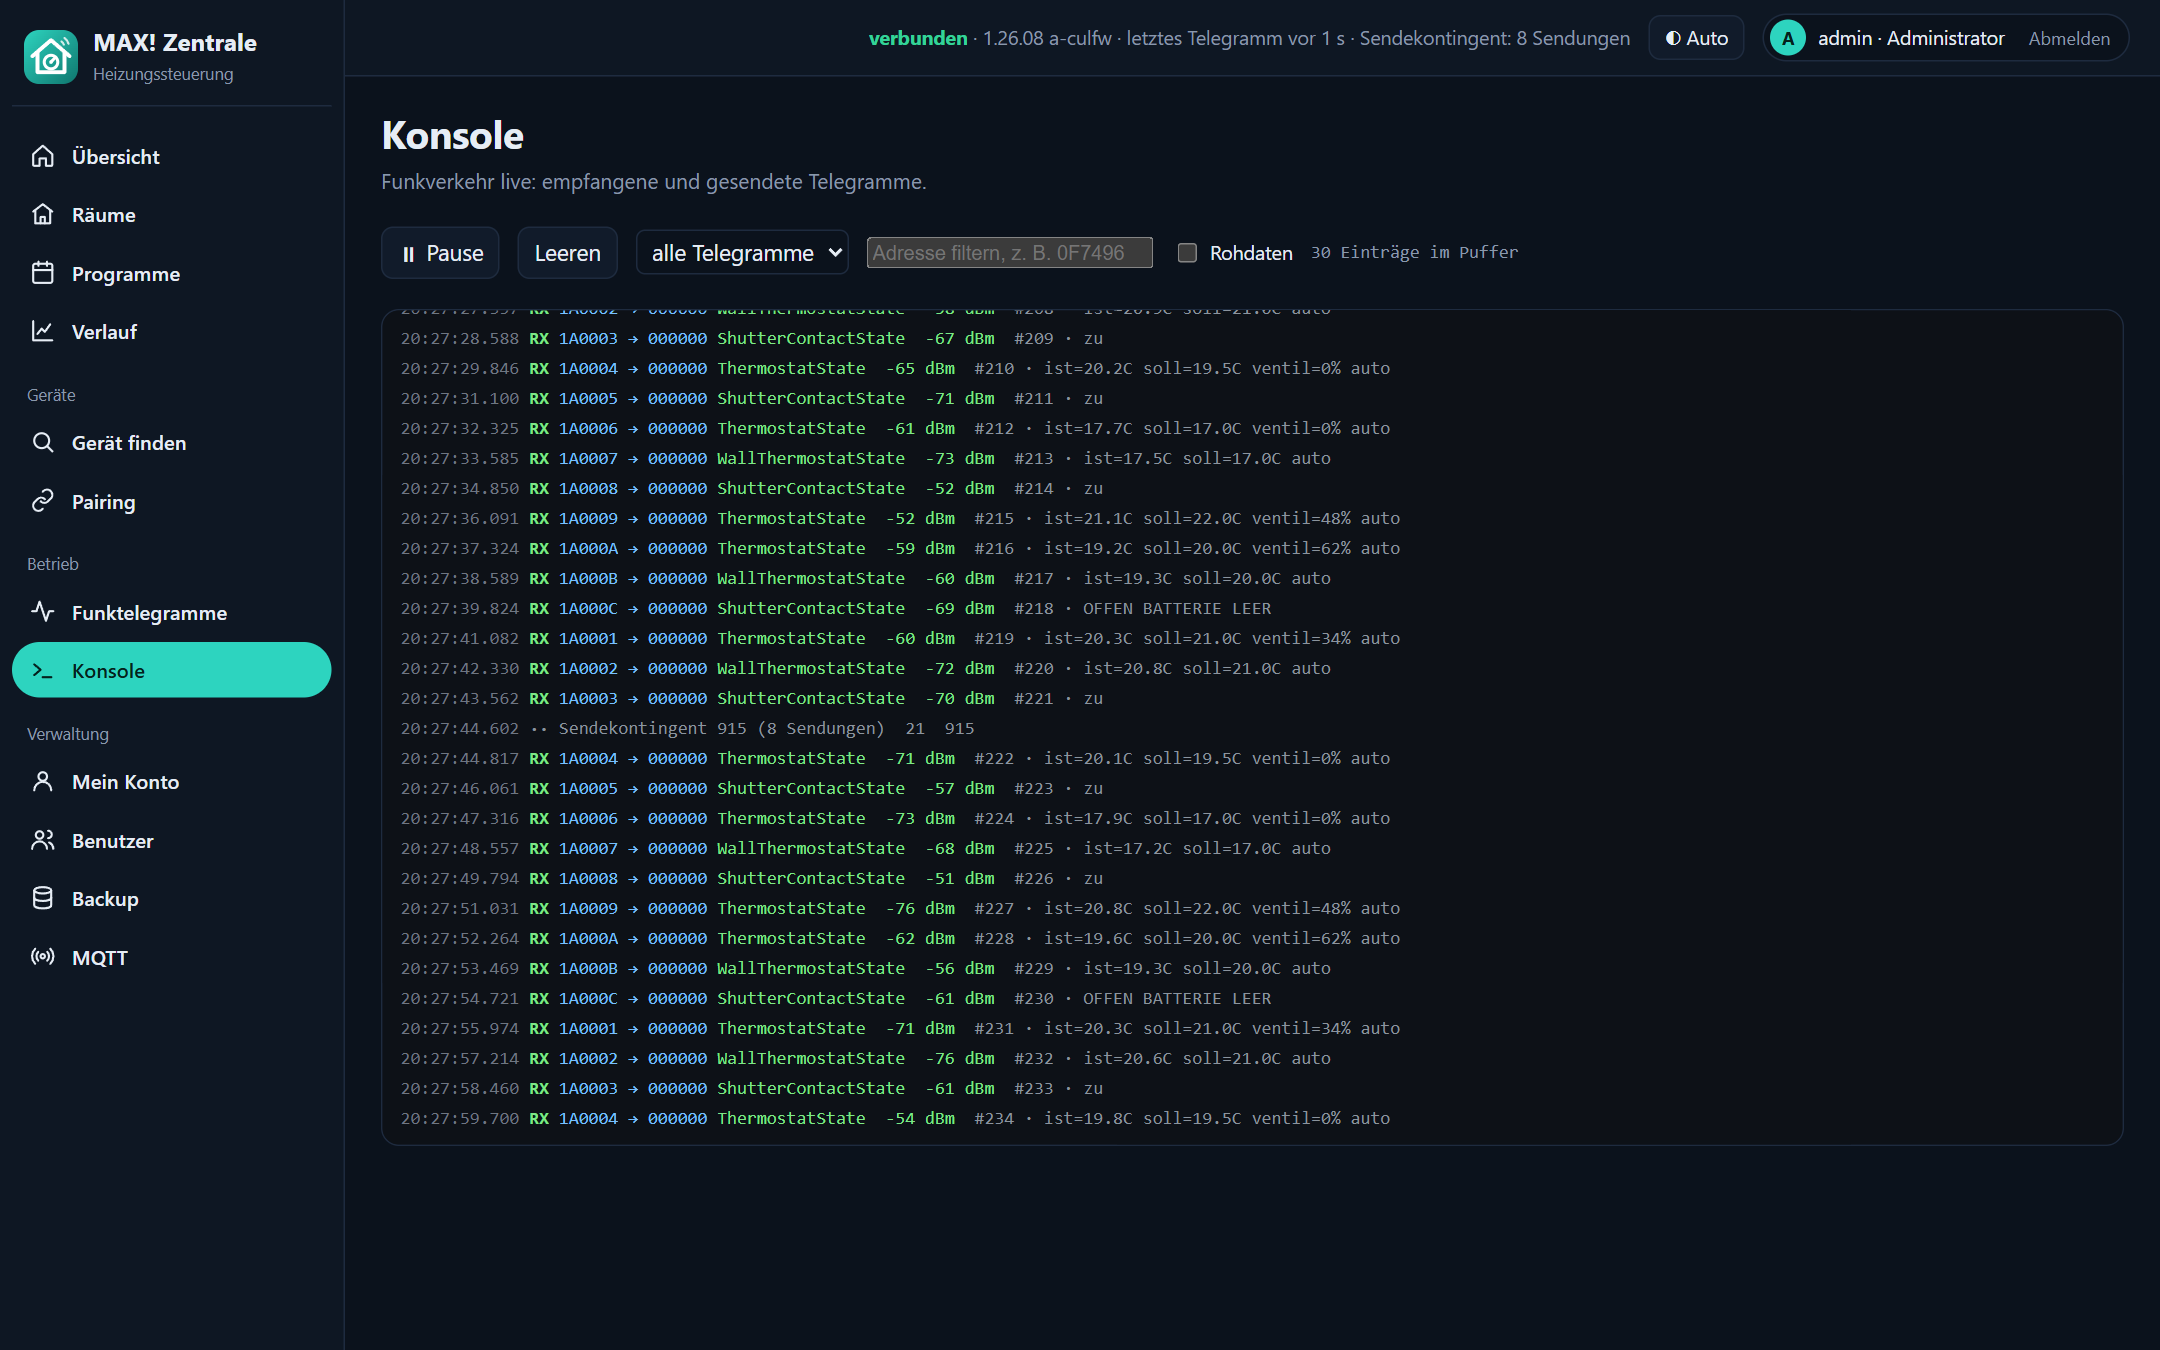 MAX! Zentrale
Heizungssteuerung
Übersicht
Räume
Programme
Verlauf
Geräte
Gerät finden
Pairing
Betrieb
Funktelegramme
Konsole
Verwaltung
Mein Konto
Benutzer
Backup
MQTT
verbunden · 1.26.08 a-culfw · letztes Telegramm vor 1 s · Sendekontingent: 8 Sendungen
Auto
A admin · Administrator Abmelden
Konsole
Funkverkehr live: empfangene und gesendete Telegramme.
Pause Leeren alle Telegramme Adresse filtern, z. B. 0F7496 Rohdaten 30 Einträge im Puffer
20:27:27.337 RX 1A0002 → 000000 WallThermostatState dBm #208 · ist=20.9C soll=21.0C auto
20:27:28.588 RX 1A0003 → 000000 ShutterContactState -67 dBm #209 · zu
20:27:29.846 RX 1A0004 → 000000 ThermostatState -65 dBm #210 · ist=20.2C soll=19.5C ventil=0% auto
20:27:31.100 RX 1A0005 → 000000 ShutterContactState -71 dBm #211 · zu
20:27:32.325 RX 1A0006 → 000000 ThermostatState -61 dBm #212 · ist=17.7C soll=17.0C ventil=0% auto
20:27:33.585 RX 1A0007 → 000000 WallThermostatState -73 dBm #213 · ist=17.5C soll=17.0C auto
20:27:34.850 RX 1A0008 → 000000 ShutterContactState -52 dBm #214 · zu
20:27:36.091 RX 1A0009 → 000000 ThermostatState -52 dBm #215 · ist=21.1C soll=22.0C ventil=48% auto
20:27:37.324 RX 1A000A → 000000 ThermostatState -59 dBm #216 · ist=19.2C soll=20.0C ventil=62% auto
20:27:38.589 RX 1A000B → 000000 WallThermostatState -60 dBm #217 · ist=19.3C soll=20.0C auto
20:27:39.824 RX 1A000C → 000000 ShutterContactState -69 dBm #218 · OFFEN BATTERIE LEER
20:27:41.082 RX 1A0001 → 000000 ThermostatState -60 dBm #219 · ist=20.3C soll=21.0C ventil=34% auto
20:27:42.330 RX 1A0002 → 000000 WallThermostatState -72 dBm #220 · ist=20.8C soll=21.0C auto
20:27:43.562 RX 1A0003 → 000000 ShutterContactState -70 dBm #221 · zu
20:27:44.602 ·· Sendekontingent 915 (8 Sendungen) 21 915
20:27:44.817 RX 1A0004 → 000000 ThermostatState -71 dBm #222 · ist=20.1C soll=19.5C ventil=0% auto
20:27:46.061 RX 1A0005 → 000000 ShutterContactState -57 dBm #223 · zu
20:27:47.316 RX 1A0006 → 000000 ThermostatState -73 dBm #224 · ist=17.9C soll=17.0C ventil=0% auto
20:27:48.557 RX 1A0007 → 000000 WallThermostatState -68 dBm #225 · ist=17.2C soll=17.0C auto
20:27:49.794 RX 1A0008 → 000000 ShutterContactState -51 dBm #226 · zu
20:27:51.031 RX 1A0009 → 000000 ThermostatState -76 dBm #227 · ist=20.8C soll=22.0C ventil=48% auto
20:27:52.264 RX 1A000A → 000000 ThermostatState -62 dBm #228 · ist=19.6C soll=20.0C ventil=62% auto
20:27:53.469 RX 1A000B → 000000 WallThermostatState -56 dBm #229 · ist=19.3C soll=20.0C auto
20:27:54.721 RX 1A000C → 000000 ShutterContactState -61 dBm #230 · OFFEN BATTERIE LEER
20:27:55.974 RX 1A0001 → 000000 ThermostatState -71 dBm #231 · ist=20.3C soll=21.0C ventil=34% auto
20:27:57.214 RX 1A0002 → 000000 WallThermostatState -76 dBm #232 · ist=20.6C soll=21.0C auto
20:27:58.460 RX 1A0003 → 000000 ShutterContactState -61 dBm #233 · zu
20:27:59.700 RX 1A0004 → 000000 ThermostatState -54 dBm #234 · ist=19.8C soll=19.5C ventil=0% auto